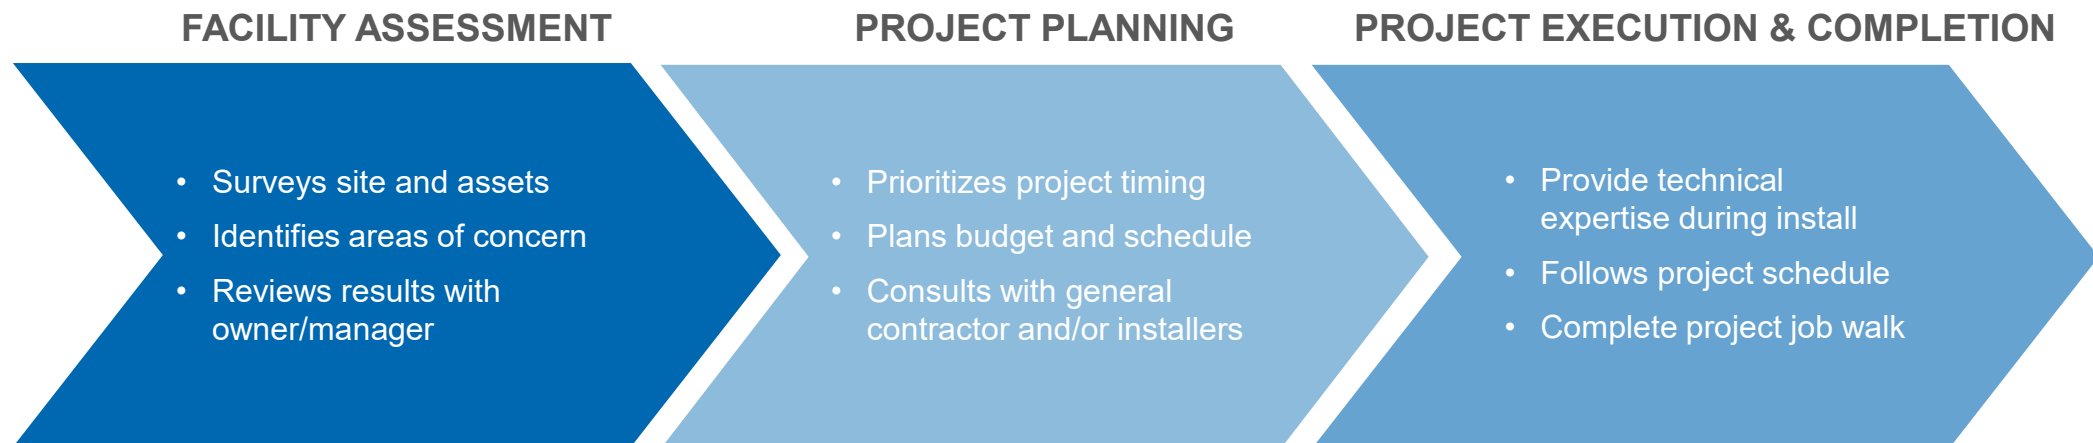 FACILITY ASSESSMENT
• Surveys site and assets
• Identifies areas of concern
• Reviews results with
owner/manager
PROJECT PLANNING
• Prioritizes project timing
• Plans budget and schedule
• Consults with general
contractor and/or installers
PROJECT EXECUTION & COMPLETION
• Provide technical
expertise during install
• Follows project schedule
• Complete project job walk